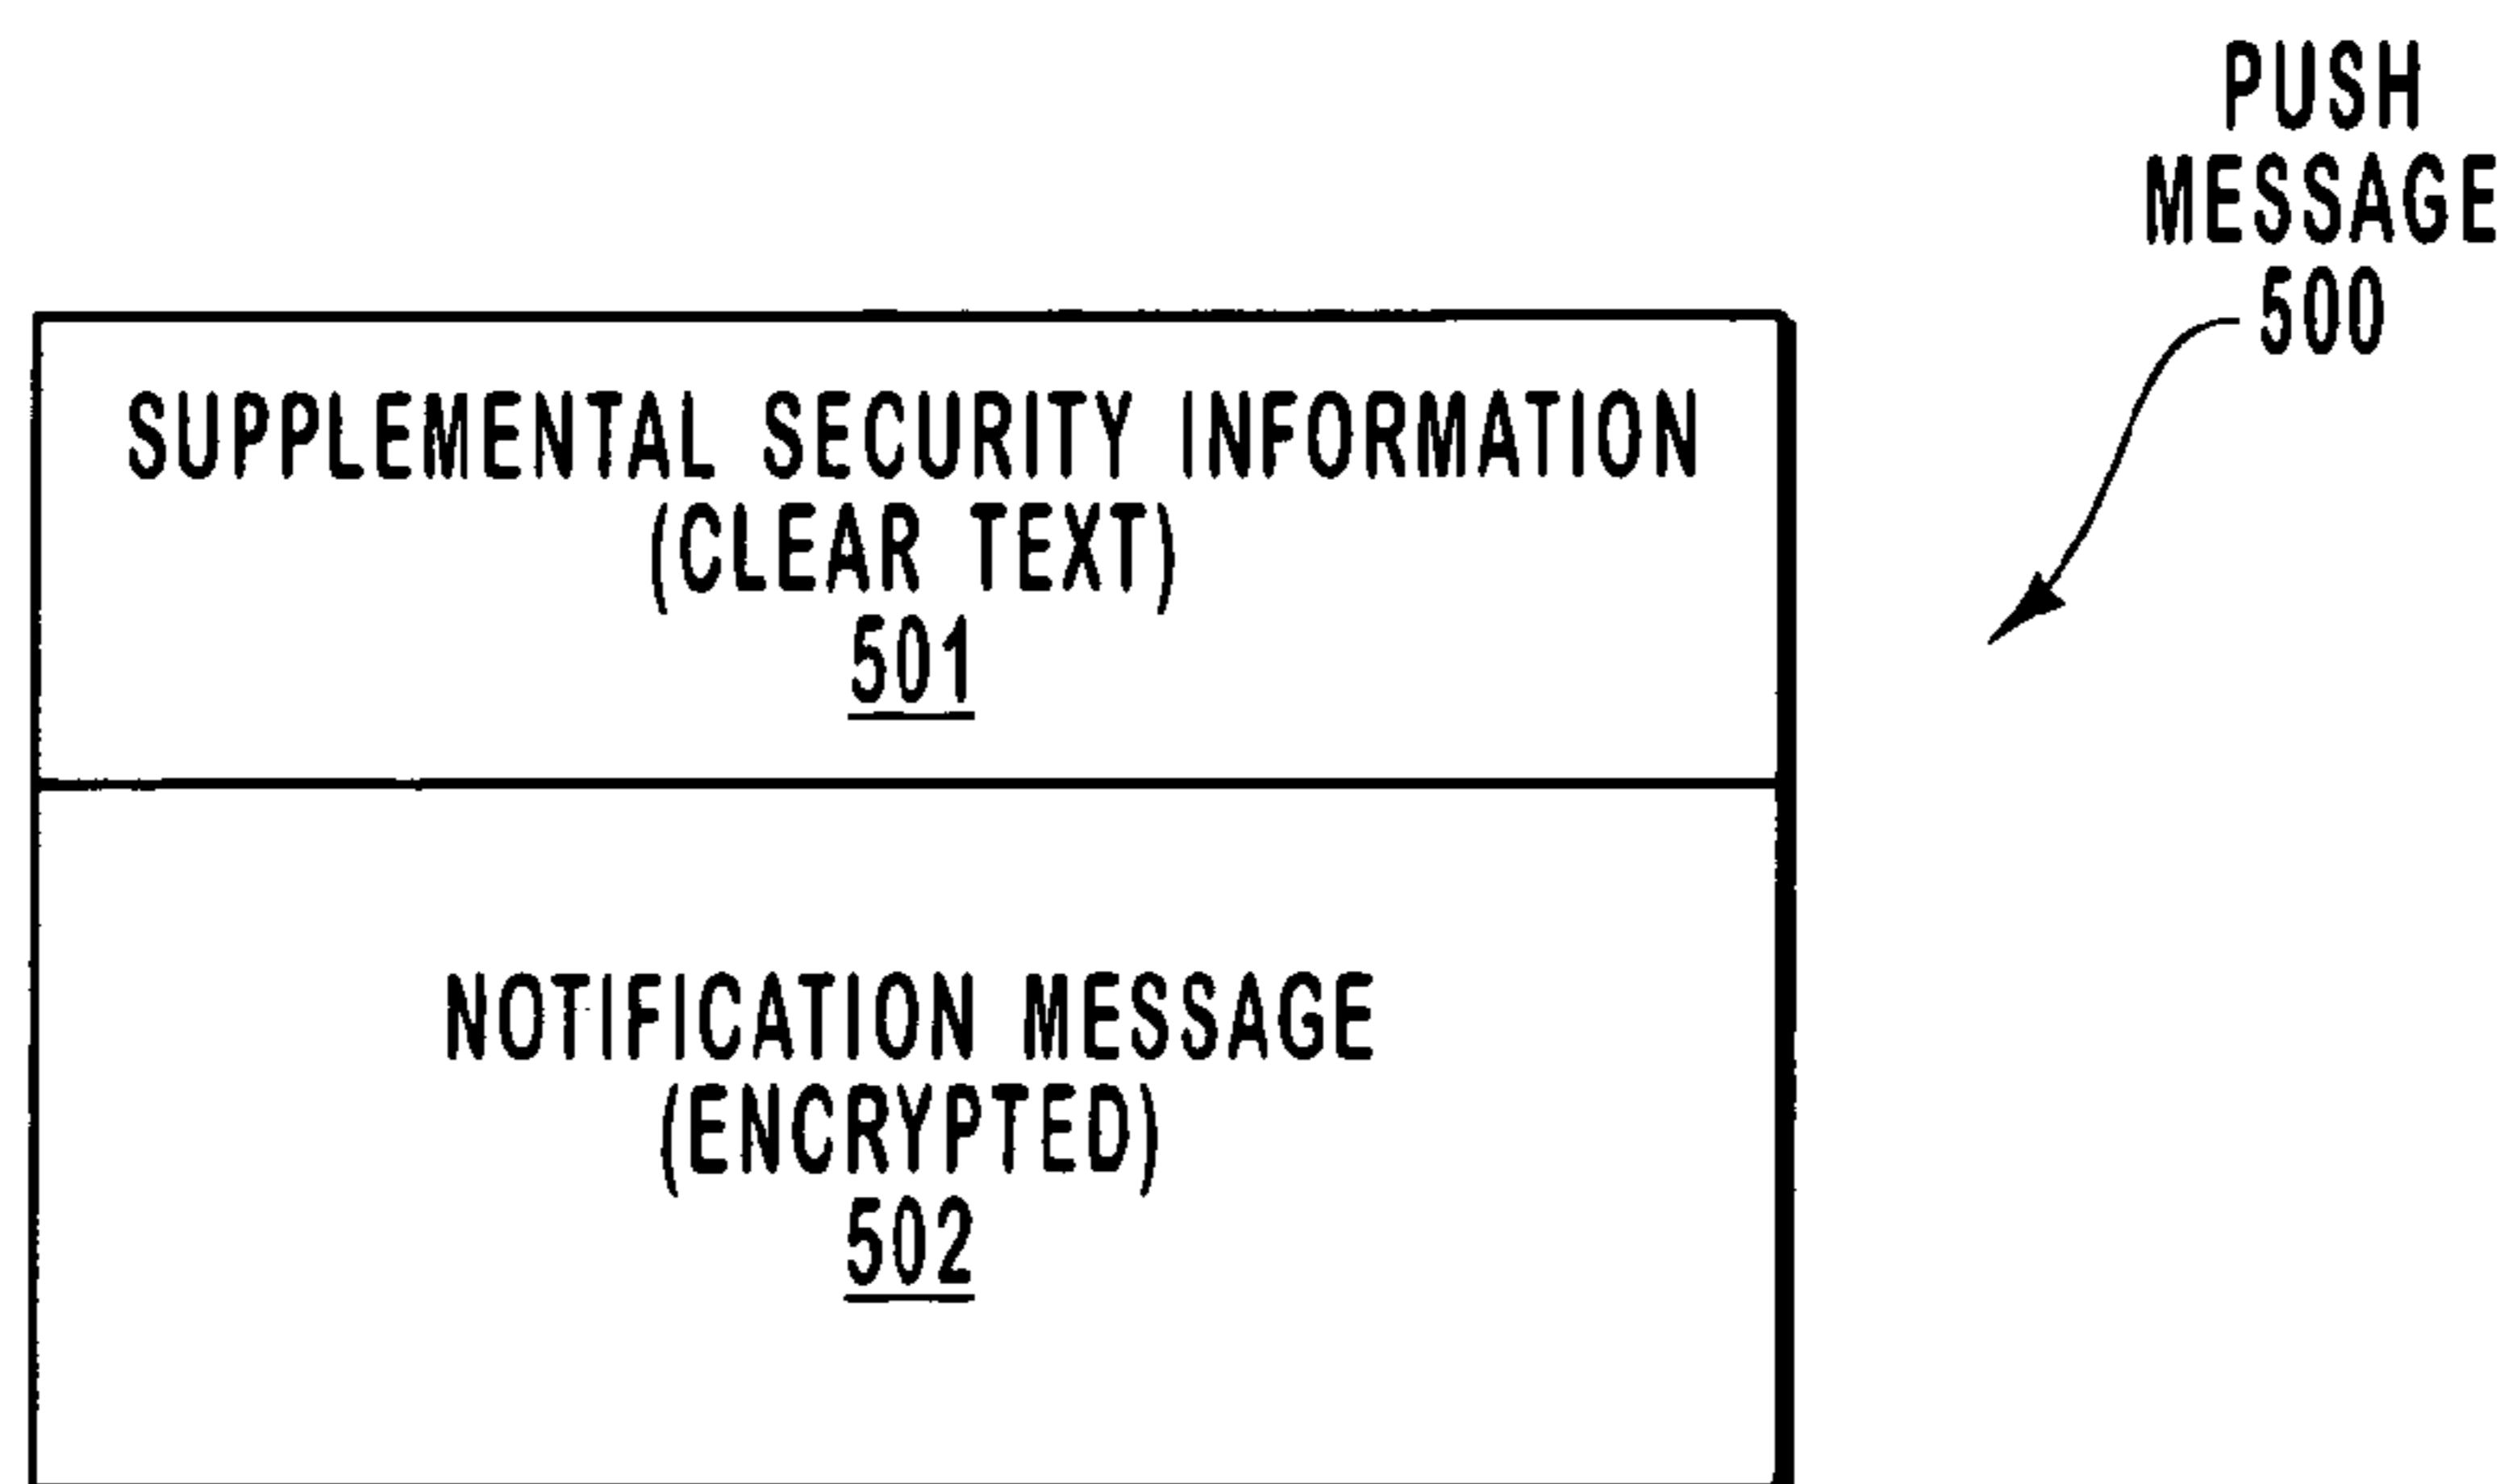 PUSH
MESSAGE
500
SUPPLEMENTAL SECURITY INFORMATION
(CLEAR TEXT)
501
NOTIFICATION MESSAGE
(ENCRYPTED)
502